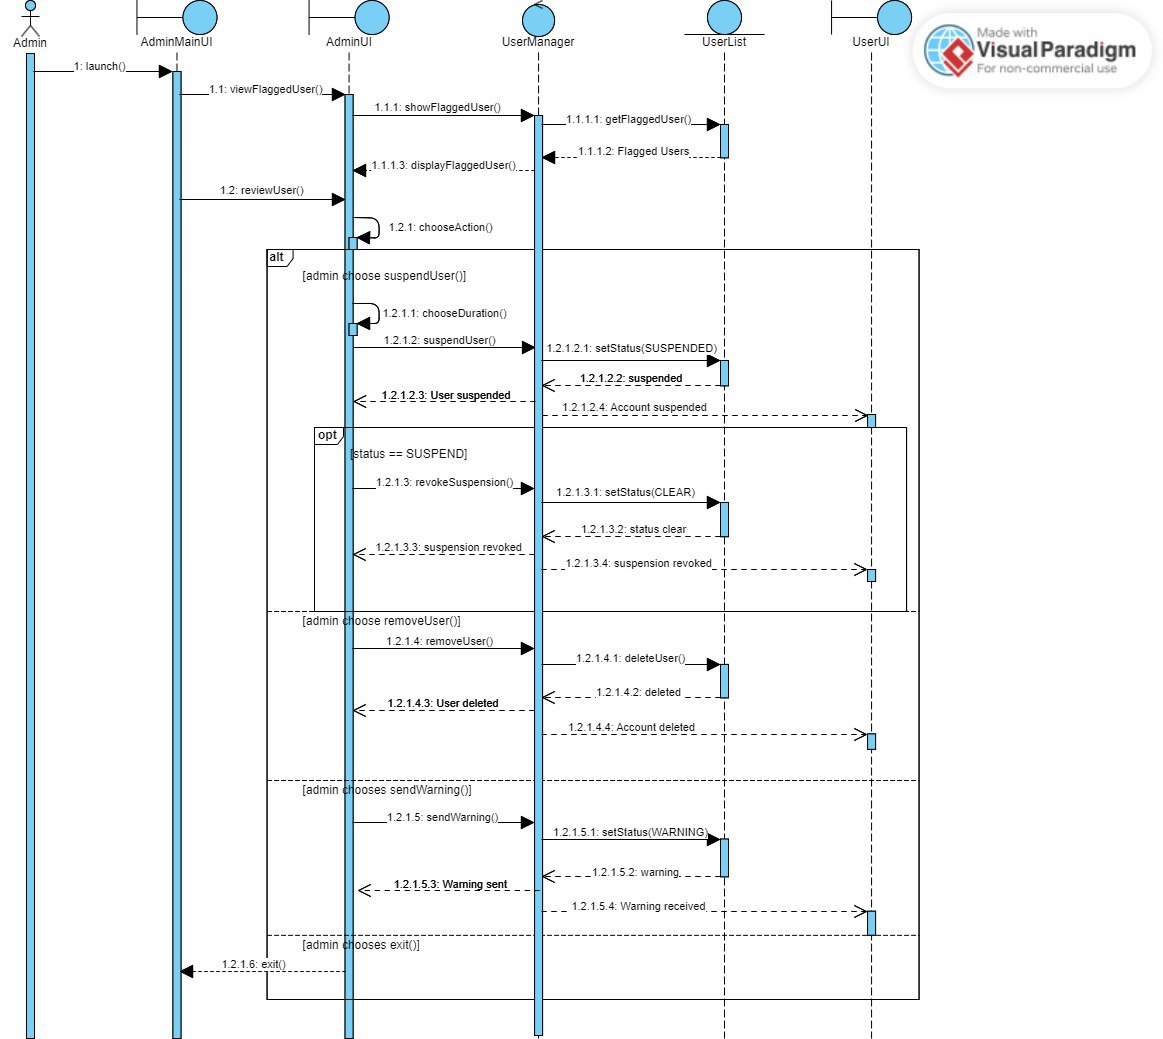 Made with
Visual Paradigm
For non-commercial use
Admin
AdminMainUI
AdminUI
UserManager
UserList
UserUI
1: launch()
1.1: viewFlaggedUser()
1.1.1: showFlaggedUser()
1.1.1.1: getFlaggedUser()
1.1.1.2: Flagged Users
1.1.1.3: displayFlaggedUser()
1.2: reviewUser()
1.2.1: chooseAction()
alt
[admin choose suspendUser()]
1.2.1.1: chooseDuration()
1.2.1.2: suspendUser()
1.2.1.2.1: setStatus(SUSPENDED)
1.2.1.2.2: suspended
1.2.1.2.3: User suspended
1.2.1.2.4: Account suspended
opt
[status == SUSPEND]
1.2.1.3: revokeSuspension()
1.2.1.3.1: setStatus(CLEAR)
1.2.1.3.2: status clear
1.2.1.3.3: suspension revoked
1.2.1.3.4: suspension revoked
[admin choose removeUser()]
1.2.1.4: removeUser()
1.2.1.4.1: deleteUser()
1.2.1.4.2: deleted
1.2.1.4.3: User deleted
1.2.1.4.4: Account deleted
[admin chooses sendWarning()]
1.2.1.5: sendWarning()
1.2.1.5.1: setStatus(WARNING)
1.2.1.5.2: warning
1.2.1.5.3: Warning sent
1.2.1.5.4: Warning received
[admin chooses exit()]
1.2.1.6: exit()